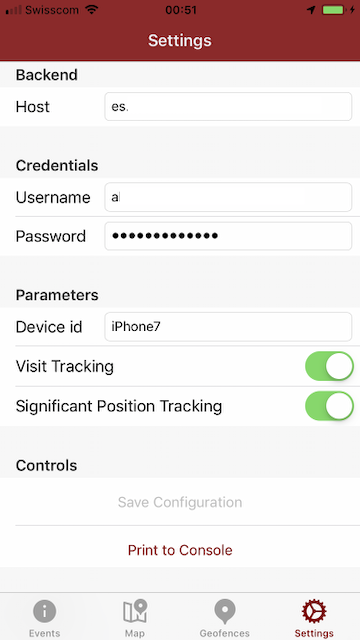 Swisscom 00:51
Settings
Backend
Host es.
Credentials
Username a
Password •••••••••••••
Parameters
Device id iPhone7
Visit Tracking
Significant Position Tracking
Controls
Save Configuration
Print to Console
Events Map Geofences Settings